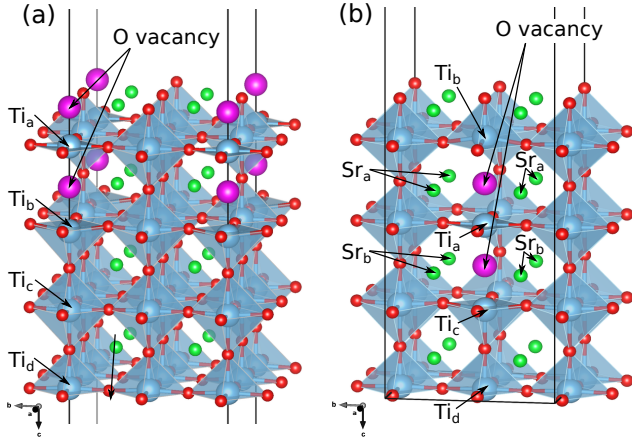 (a)
O vacancy
Ti_a
Ti_b
Ti_c
Ti_d
b
a
c
(b)
O vacancy
Ti_b
Sr_a
Sr_a
Ti_a
Sr_b
Sr_b
Ti_c
Ti_d
b
a
c